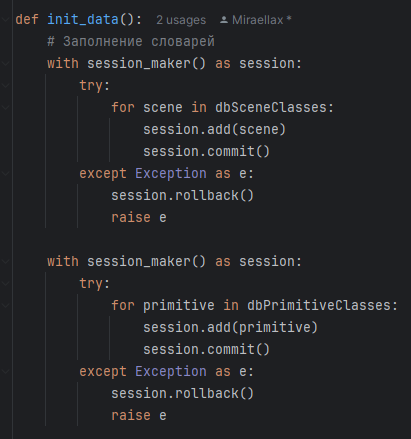 def init_data():  2 usages  Miraellax *
    # Заполнение словарей
    with session_maker() as session:
        try:
            for scene in dbSceneClasses:
                session.add(scene)
                session.commit()
        except Exception as e:
            session.rollback()
            raise e

    with session_maker() as session:
        try:
            for primitive in dbPrimitiveClasses:
                session.add(primitive)
                session.commit()
        except Exception as e:
            session.rollback()
            raise e